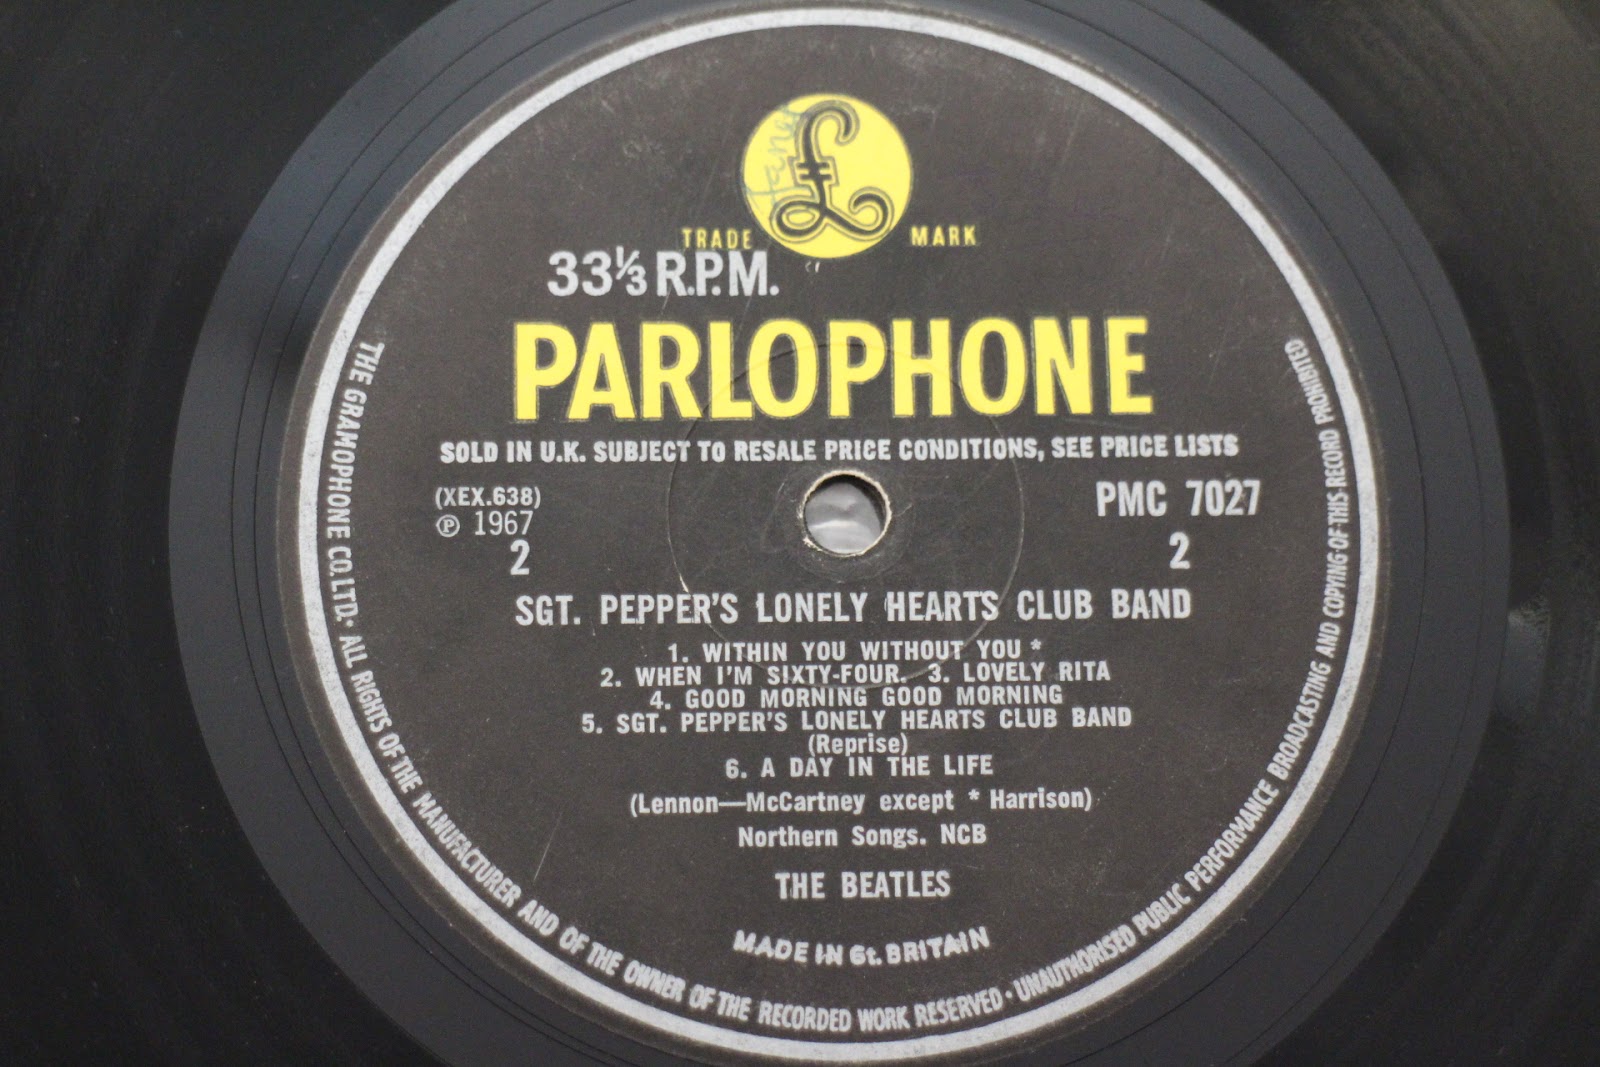 £
TRADE MARK
33⅓ R.P.M.
PARLOPHONE
SOLD IN U.K. SUBJECT TO RESALE PRICE CONDITIONS, SEE PRICE LISTS
(XEX.638)
℗ 1967
2
PMC 7027
2
SGT. PEPPER'S LONELY HEARTS CLUB BAND
1. WITHIN YOU WITHOUT YOU *
2. WHEN I'M SIXTY-FOUR. 3. LOVELY RITA
4. GOOD MORNING GOOD MORNING
5. SGT. PEPPER'S LONELY HEARTS CLUB BAND
(Reprise)
6. A DAY IN THE LIFE
(Lennon—McCartney except * Harrison)
Northern Songs. NCB
THE BEATLES
MADE IN Gt. BRITAIN
THE GRAMOPHONE CO. LTD. · ALL RIGHTS OF THE MANUFACTURER AND OF THE OWNER OF THE RECORDED WORK RESERVED · UNAUTHORISED PUBLIC PERFORMANCE BROADCASTING AND COPYING OF THIS RECORD PROHIBITED